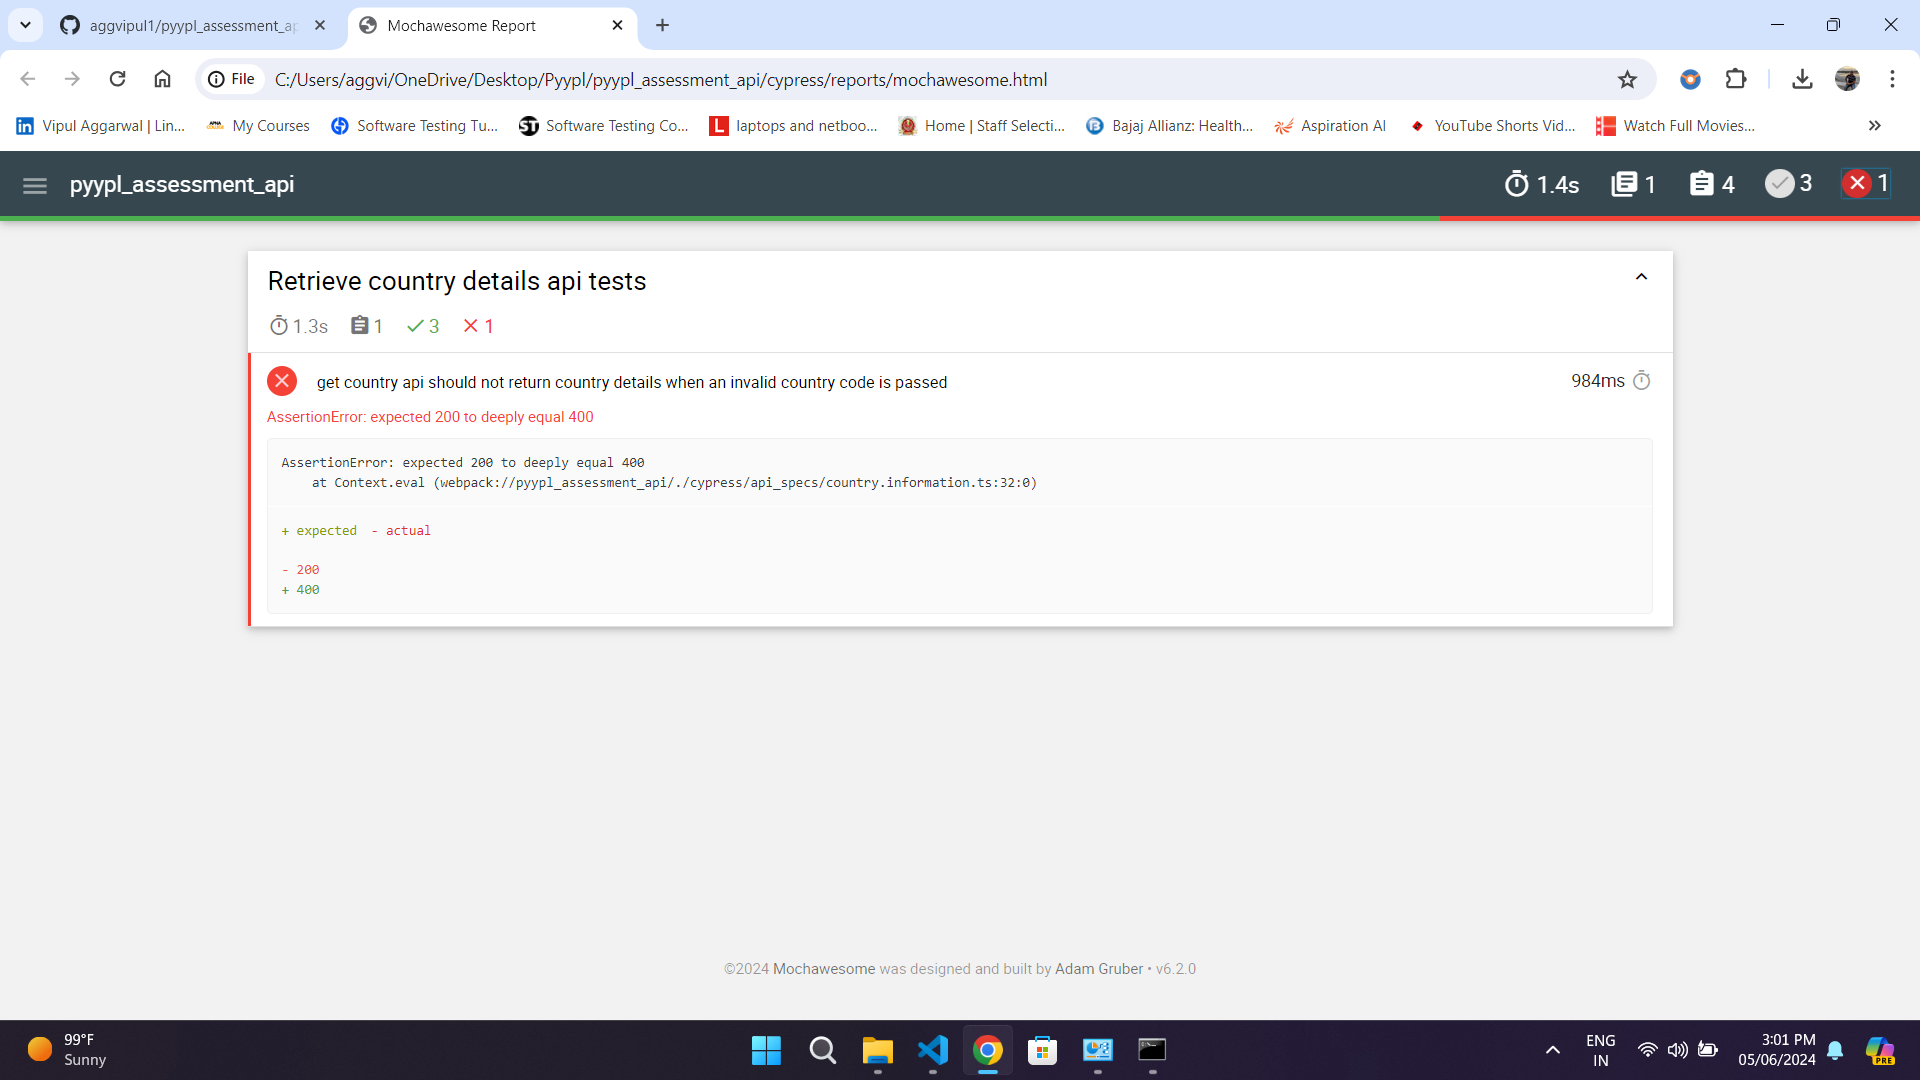 aggvipul1/pyypl_assessment_ap
Mochawesome Report
File
C:/Users/aggvi/OneDrive/Desktop/Pyypl/pyypl_assessment_api/cypress/reports/mochawesome.html
Vipul Aggarwal | Lin...
My Courses
Software Testing Tu...
Software Testing Co...
laptops and netboo...
Home | Staff Selecti...
Bajaj Allianz: Health...
Aspiration AI
YouTube Shorts Vid...
Watch Full Movies...
pyypl_assessment_api
1.4s
1
4
3
1
Retrieve country details api tests
1.3s
1
3
1
get country api should not return country details when an invalid country code is passed
984ms
AssertionError: expected 200 to deeply equal 400
AssertionError: expected 200 to deeply equal 400
at Context.eval (webpack://pyypl_assessment_api/./cypress/api_specs/country.information.ts:32:0)
+ expected - actual
- 200
+ 400
©2024 Mochawesome was designed and built by Adam Gruber • v6.2.0
99°F
Sunny
ENG
IN
3:01 PM
05/06/2024
PRE